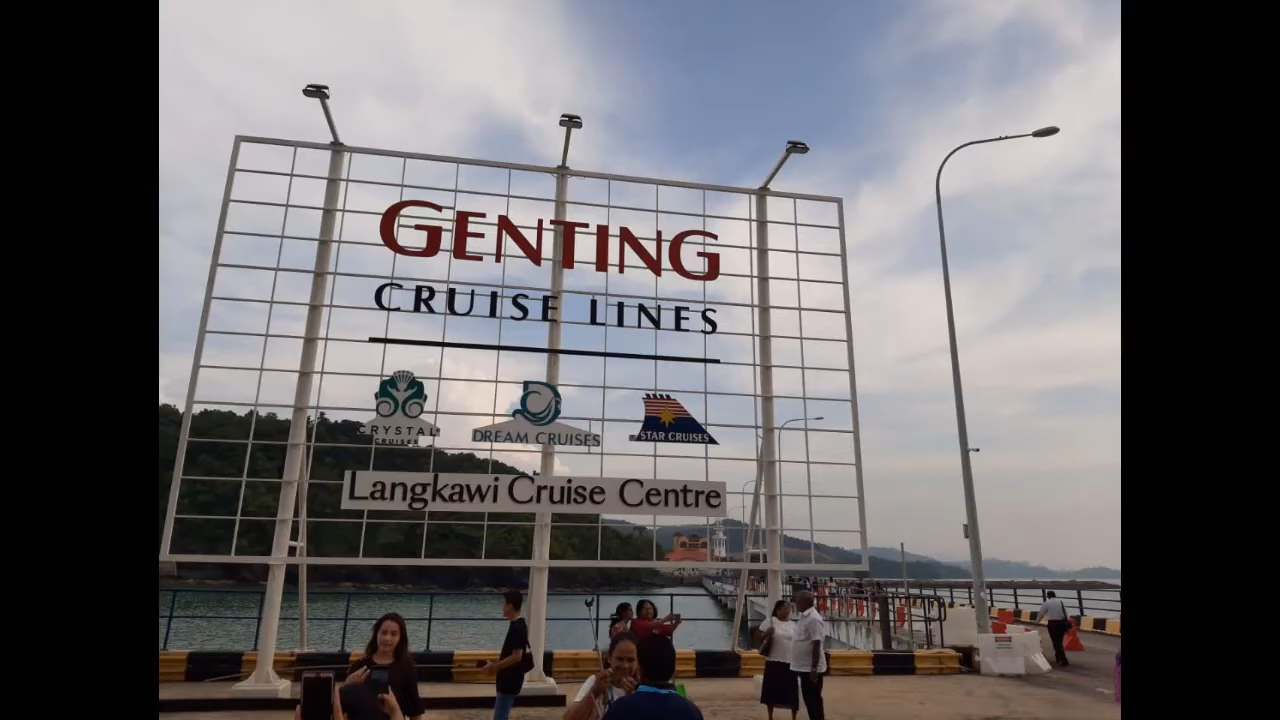 GENTING
CRUISE LINES
CRYSTAL
CRUISES
DREAM CRUISES
STAR CRUISES
Langkawi Cruise Centre